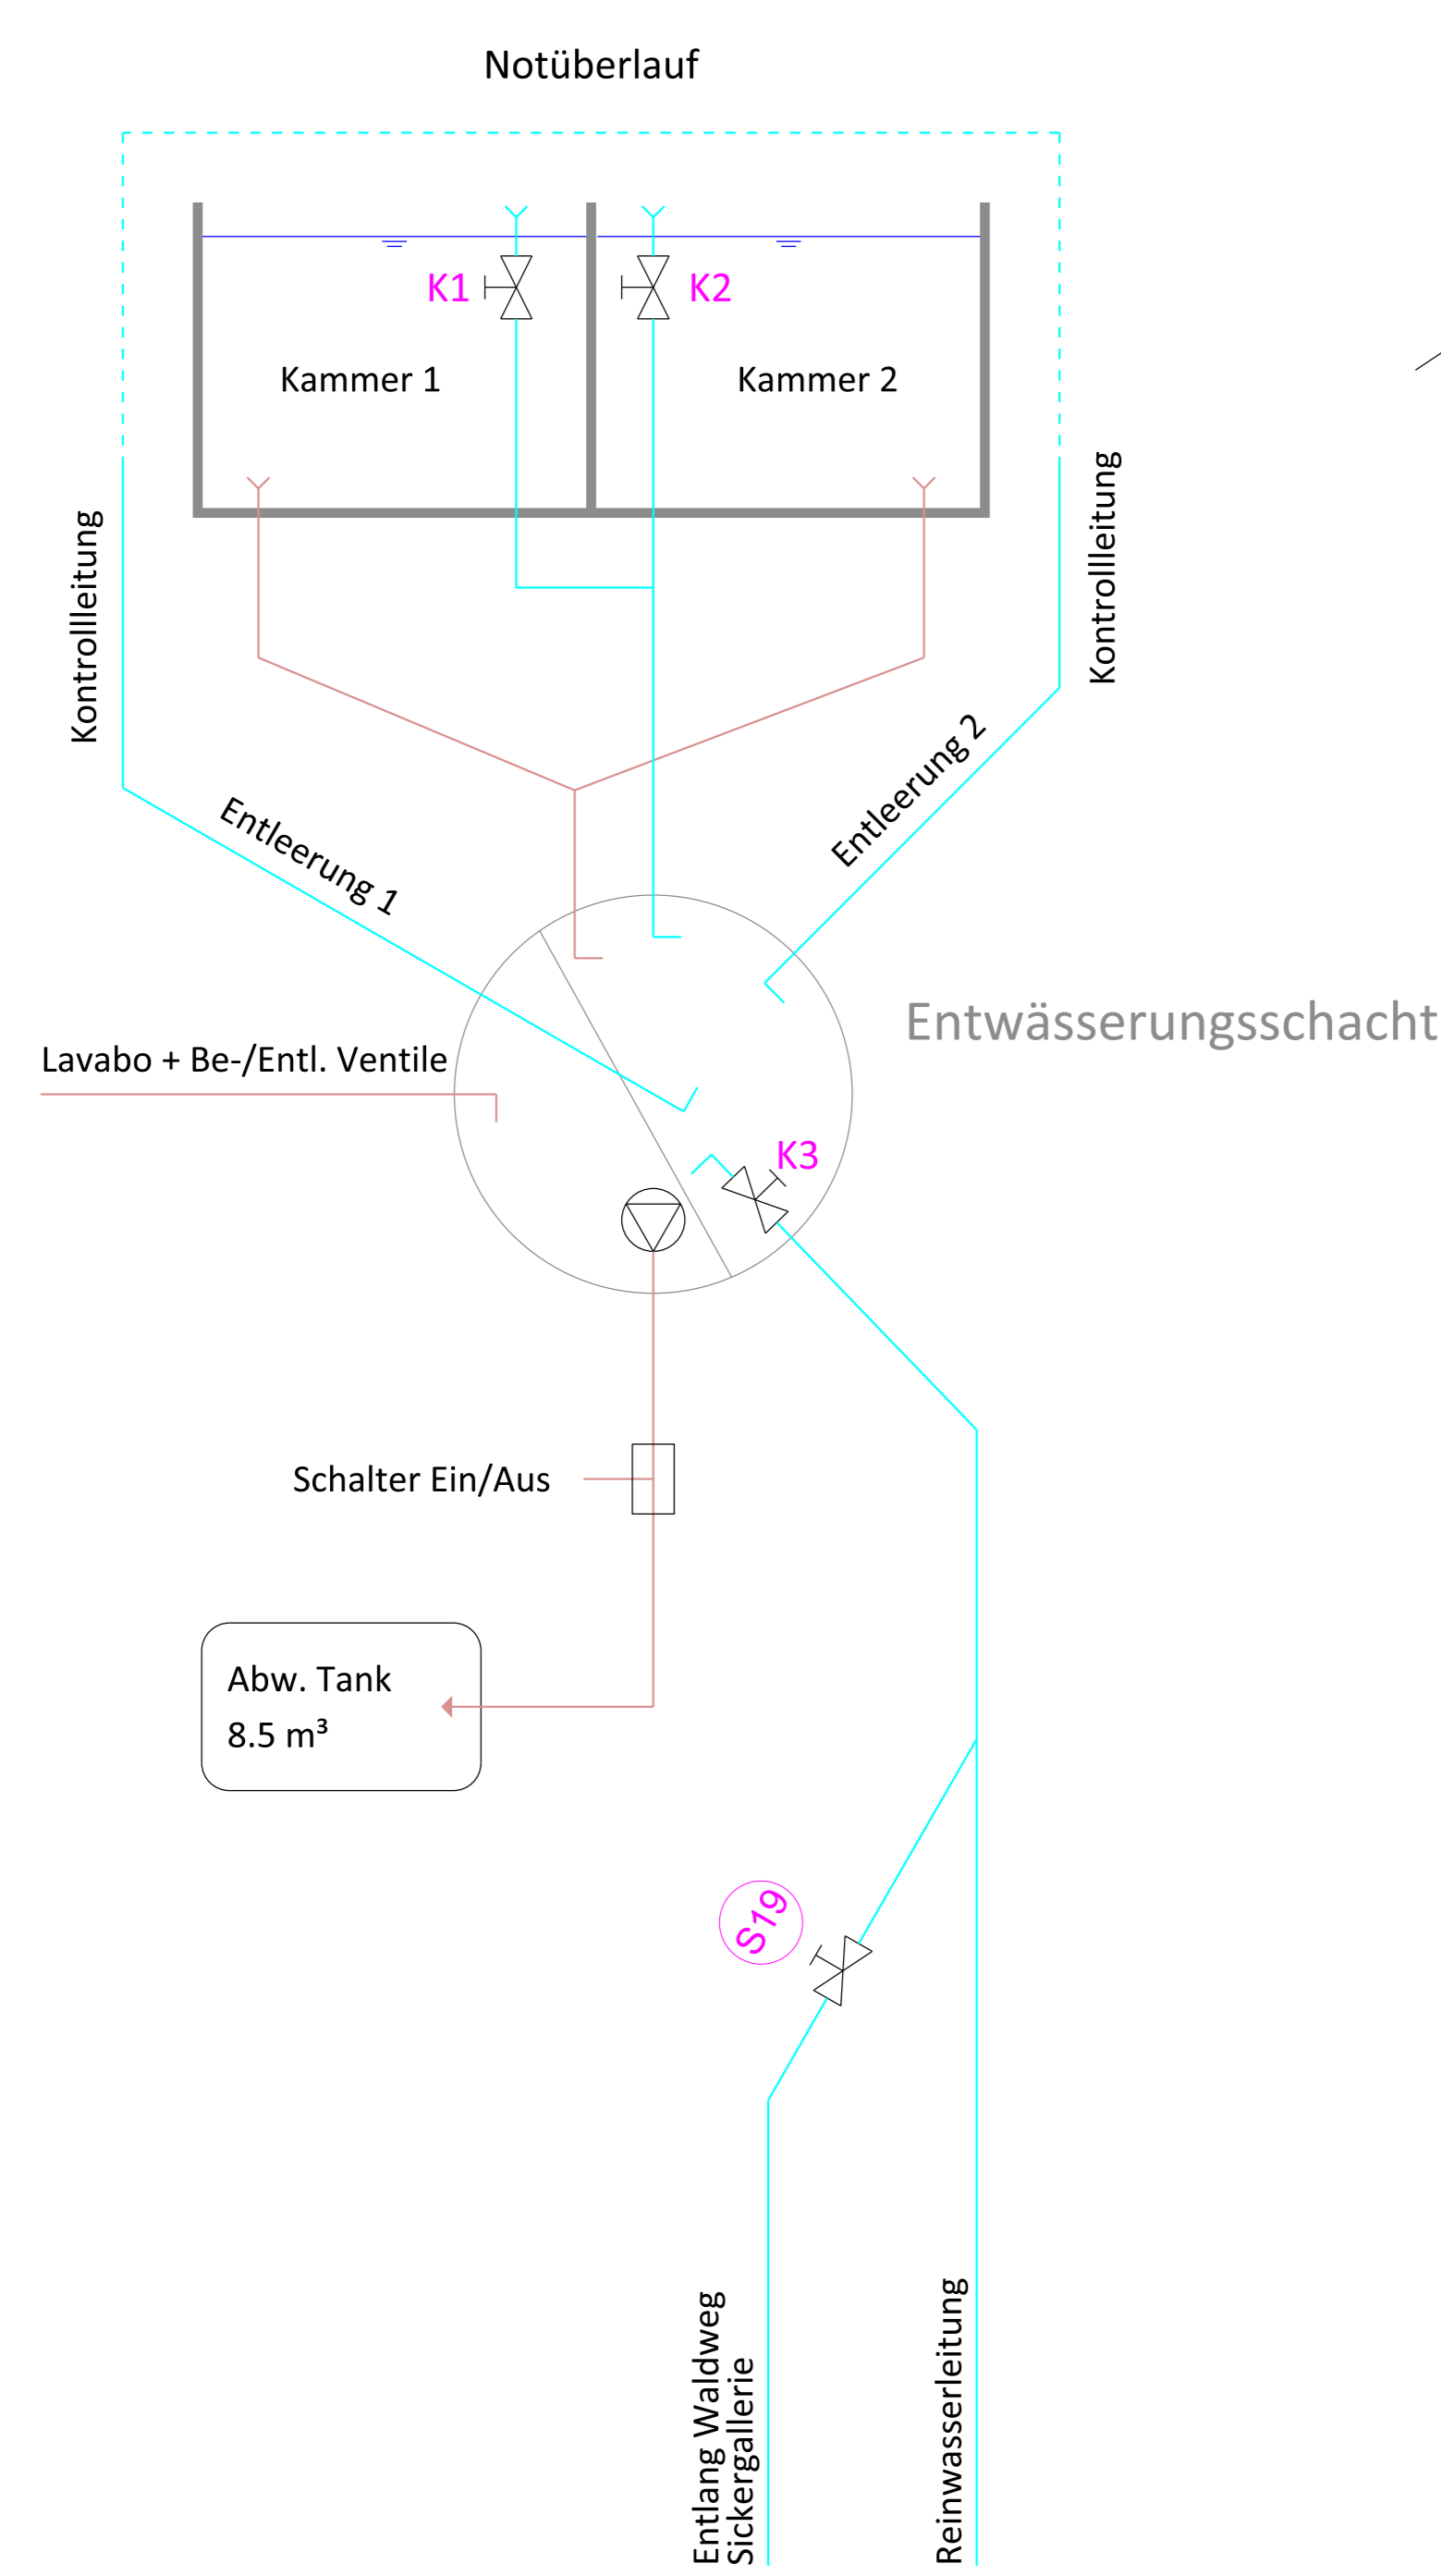 Notüberlauf
K1
K2
Kammer 1
Kammer 2
Kontrollleitung
Kontrollleitung
Entleerung 1
Entleerung 2
Entwässerungsschacht
Lavabo + Be-/Entl. Ventile
K3
Schalter Ein/Aus
Abw. Tank
8.5 m³
S19
Entlang Waldweg
Sickergallerie
Reinwasserleitung